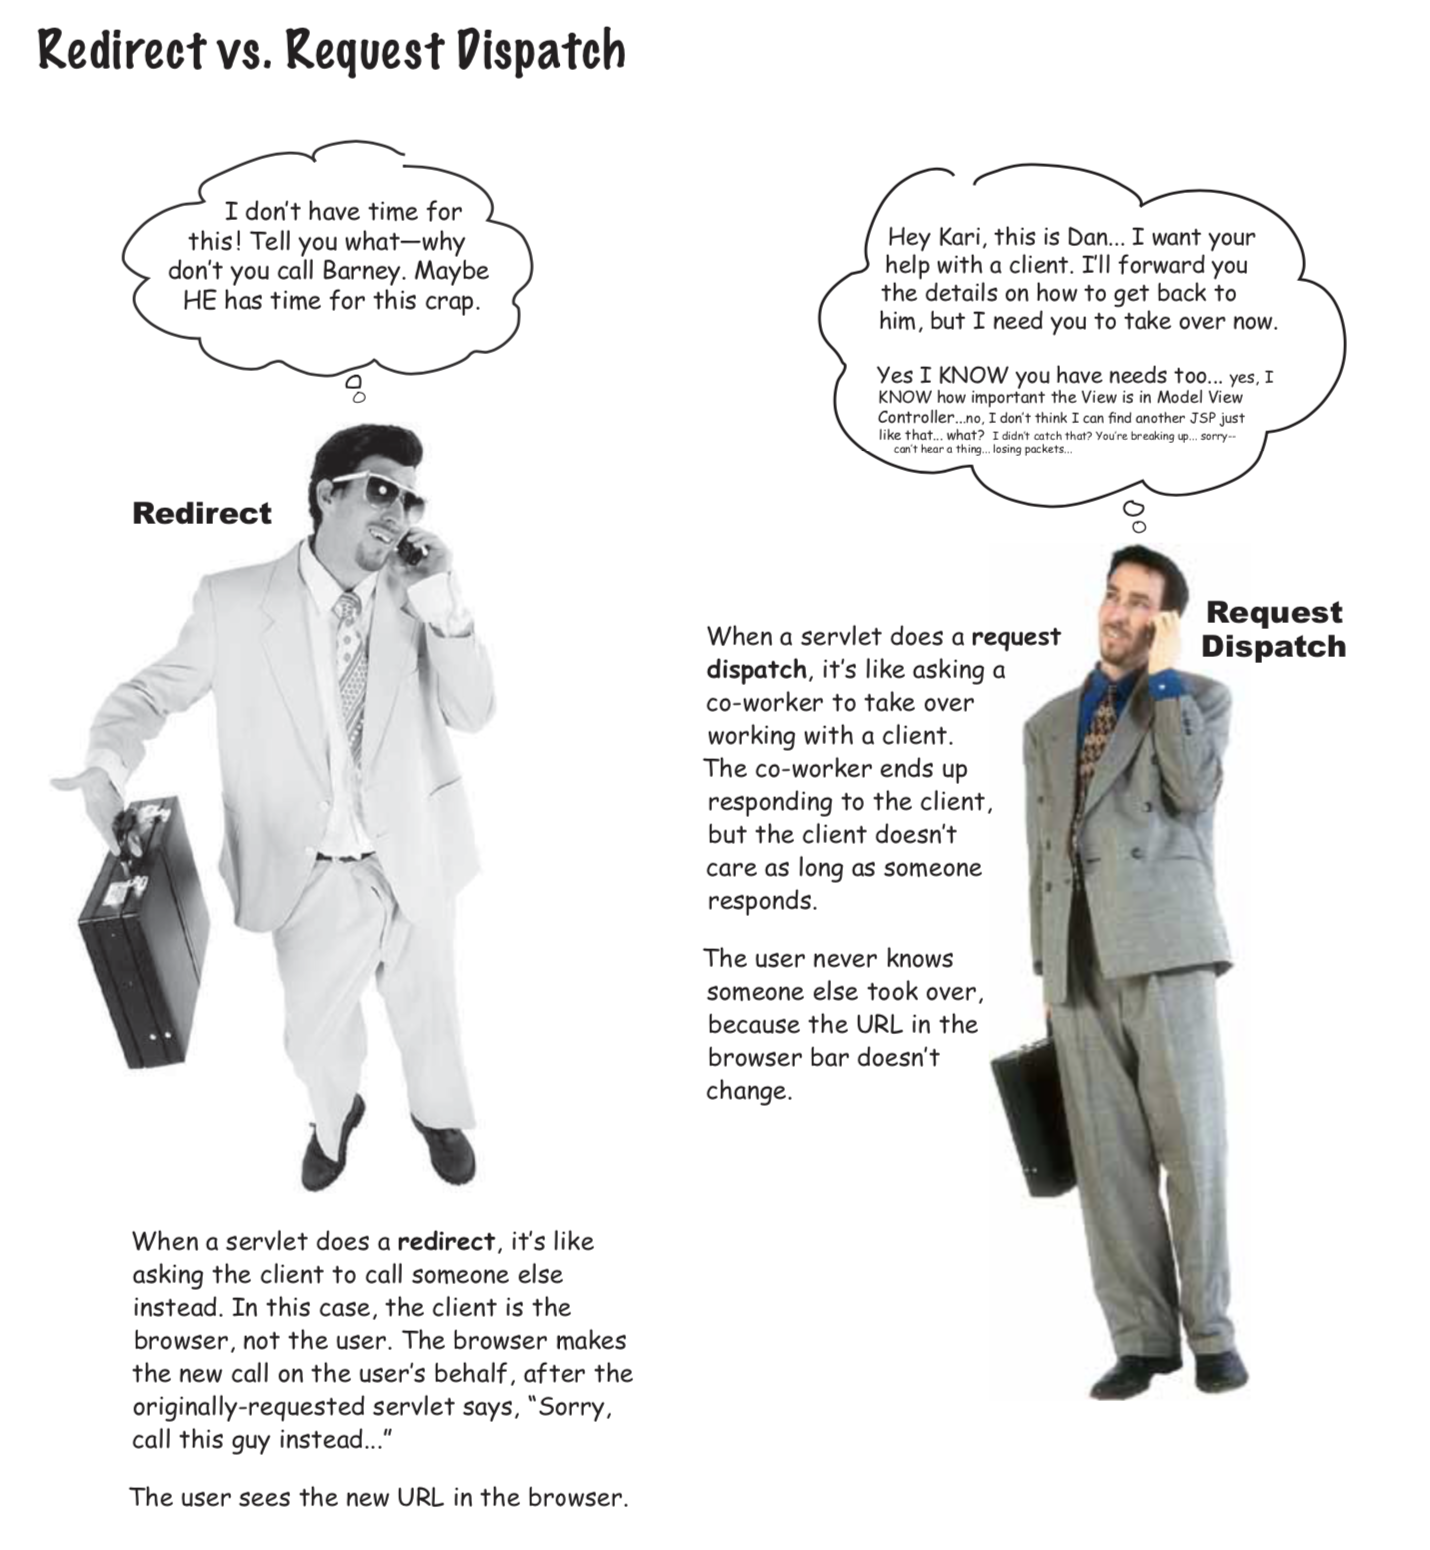 Redirect vs. Request Dispatch
I don't have time for
this! Tell you what—why
don't you call Barney. Maybe
HE has time for this crap.
Redirect
When a servlet does a redirect, it's like
asking the client to call someone else
instead. In this case, the client is the
browser, not the user. The browser makes
the new call on the user's behalf, after the
originally-requested servlet says, “Sorry,
call this guy instead...”
The user sees the new URL in the browser.
Hey Kari, this is Dan... I want your
help with a client. I'll forward you
the details on how to get back to
him, but I need you to take over now.
Yes I KNOW you have needs too... yes, I
KNOW how important the View is in Model View
Controller...no, I don't think I can find another JSP just
like that... what? I didn't catch that? You're breaking up... sorry--
can't hear a thing... losing packets...
Request
Dispatch
When a servlet does a request
dispatch, it's like asking a
co-worker to take over
working with a client.
The co-worker ends up
responding to the client,
but the client doesn't
care as long as someone
responds.
The user never knows
someone else took over,
because the URL in the
browser bar doesn't
change.